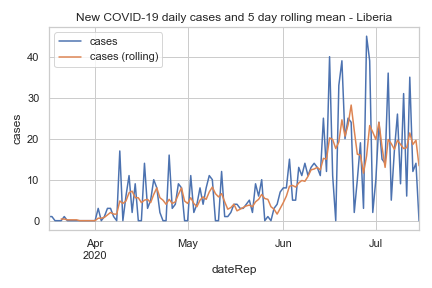 New COVID-19 daily cases and 5 day rolling mean - Liberia
cases
cases (rolling)
40
30
20
10
0
cases
Apr
2020
May
Jun
Jul
dateRep